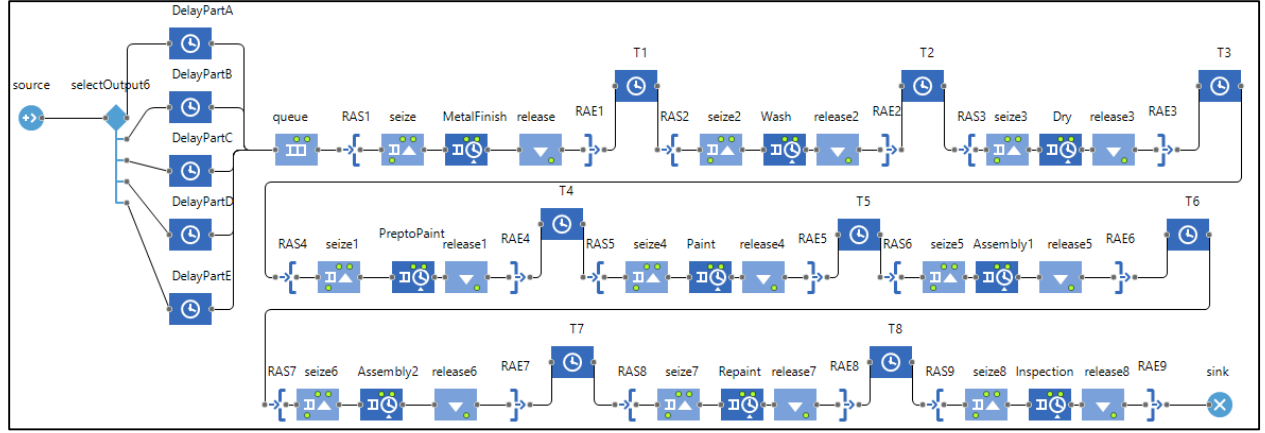 DelayPartA
source selectOutput6
DelayPartB
DelayPartC
DelayPartD
DelayPartE
T1 T2 T3
queue RAS1 seize MetalFinish release RAE1 RAS2 seize2 Wash release2 RAE2 RAS3 seize3 Dry release3 RAE3
T4 T5 T6
RAS4 seize1 PreptoPaint release1 RAE4 RAS5 seize4 Paint release4 RAE5 RAS6 seize5 Assembly1 release5 RAE6
T7 T8
RAS7 seize6 Assembly2 release6 RAE7 RAS8 seize7 Repaint release7 RAE8 RAS9 seize8 Inspection release8 RAE9 sink